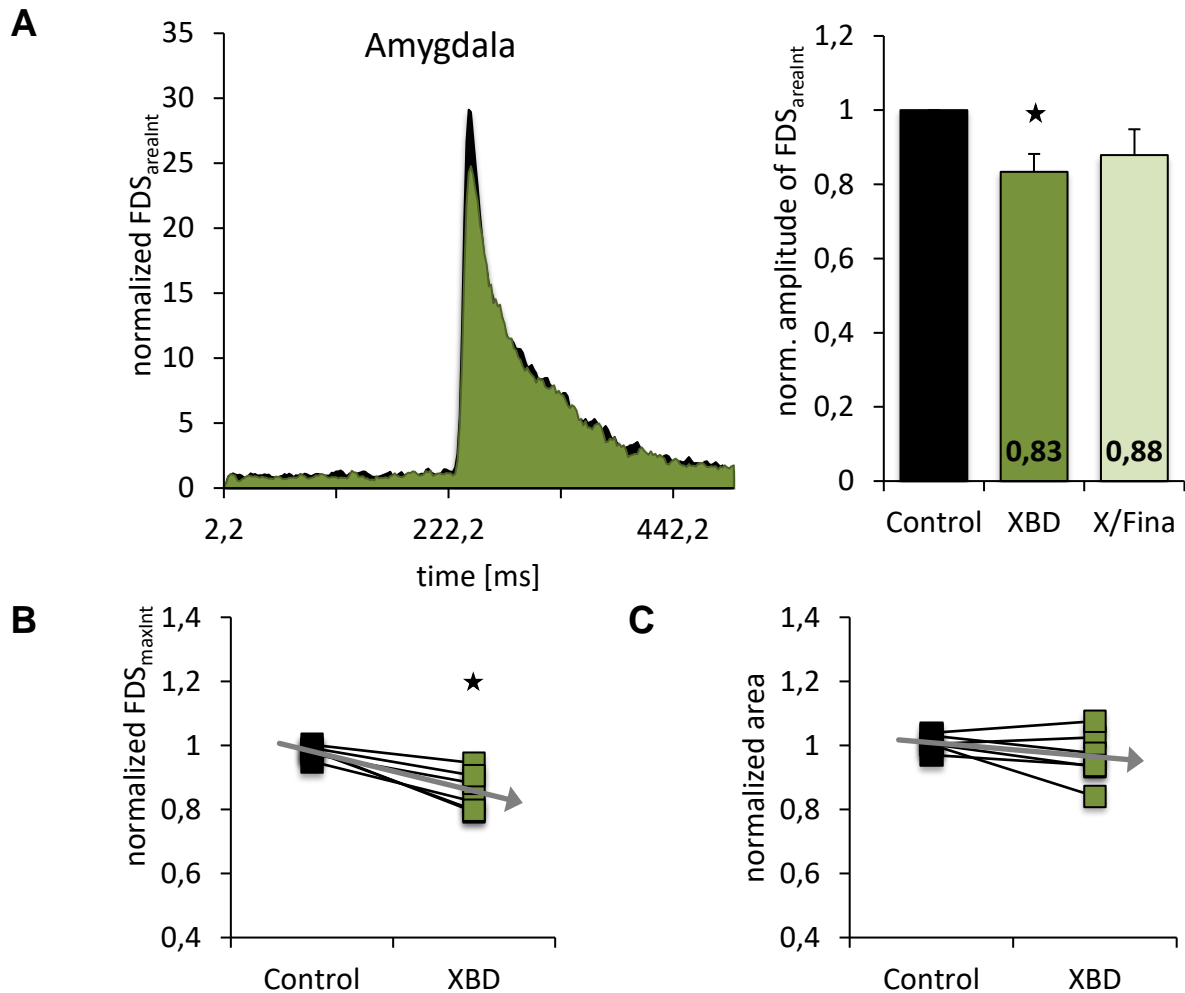 A
Amygdala
normalized FDSareaInt
35
30
25
20
15
10
5
0
2,2
222,2
442,2
time [ms]
norm. amplitude of FDSareaInt
1,2
1
0,8
0,6
0,4
0,2
0
★
0,83
0,88
Control
XBD
X/Fina
B
normalized FDSmaxInt
1,4
1,2
1
0,8
0,6
0,4
★
Control
XBD
C
normalized area
1,4
1,2
1
0,8
0,6
0,4
Control
XBD